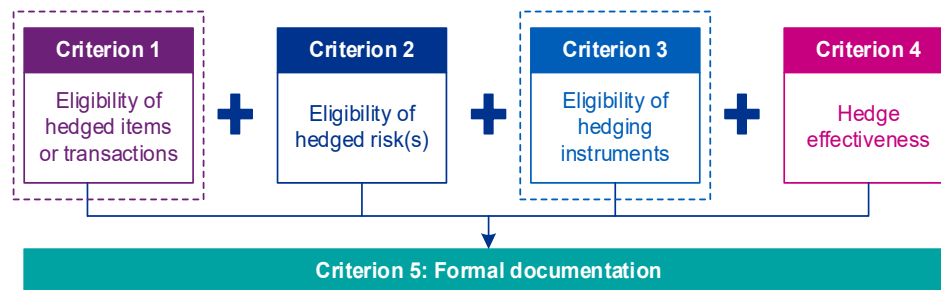 Criterion 1
Eligibility of
hedged items
or transactions
Criterion 2
Eligibility of
hedged risk(s)
Criterion 3
Eligibility of
hedging
instruments
Criterion 4
Hedge
effectiveness
Criterion 5: Formal documentation